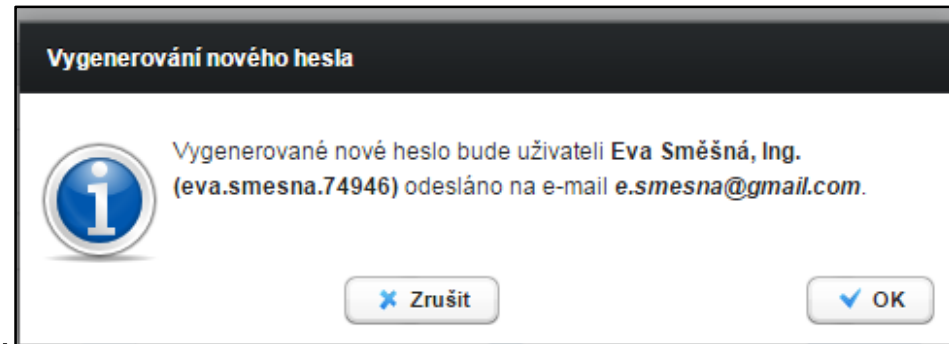 Vygenerování nového hesla
Vygenerované nové heslo bude uživateli Eva Směšná, Ing.
(eva.smesna.74946) odesláno na e-mail e.smesna@gmail.com.
Zrušit
OK